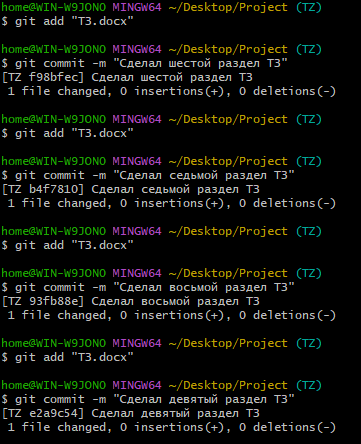 home@WIN-W9JONO MINGW64 ~/Desktop/Project (TZ)
$ git add "ТЗ.docx"
home@WIN-W9JONO MINGW64 ~/Desktop/Project (TZ)
$ git commit -m "Сделал шестой раздел ТЗ"
[TZ f98bfec] Сделал шестой раздел ТЗ
1 file changed, 0 insertions(+), 0 deletions(-)
home@WIN-W9JONO MINGW64 ~/Desktop/Project (TZ)
$ git add "ТЗ.docx"
home@WIN-W9JONO MINGW64 ~/Desktop/Project (TZ)
$ git commit -m "Сделал седьмой раздел ТЗ"
[TZ b4f7810] Сделал седьмой раздел ТЗ
1 file changed, 0 insertions(+), 0 deletions(-)
home@WIN-W9JONO MINGW64 ~/Desktop/Project (TZ)
$ git add "ТЗ.docx"
home@WIN-W9JONO MINGW64 ~/Desktop/Project (TZ)
$ git commit -m "Сделал восьмой раздел ТЗ"
[TZ 93fb88e] Сделал восьмой раздел ТЗ
1 file changed, 0 insertions(+), 0 deletions(-)
home@WIN-W9JONO MINGW64 ~/Desktop/Project (TZ)
$ git add "ТЗ.docx"
home@WIN-W9JONO MINGW64 ~/Desktop/Project (TZ)
$ git commit -m "Сделал девятый раздел ТЗ"
[TZ e2a9c54] Сделал девятый раздел ТЗ
1 file changed, 0 insertions(+), 0 deletions(-)